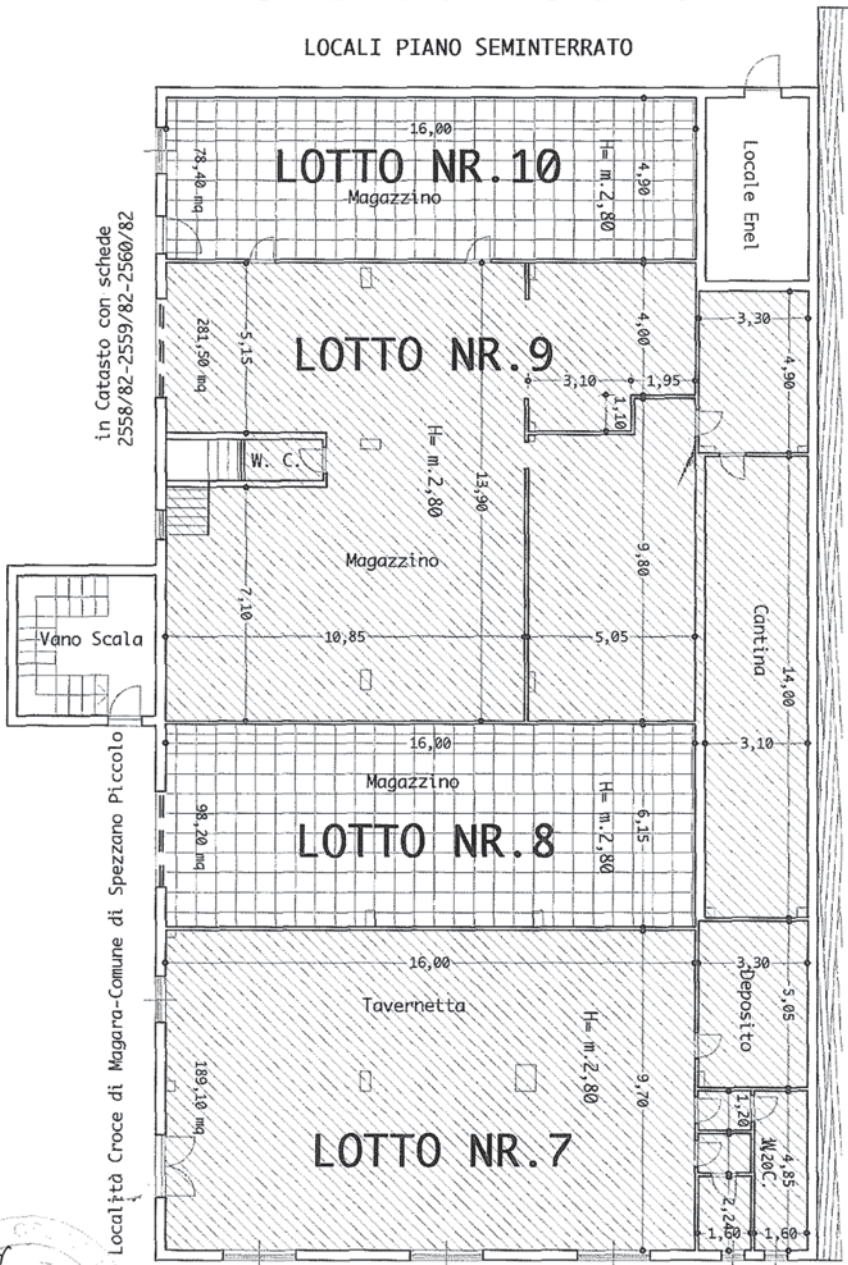 LOCALI PIANO SEMINTERRATO
16,00
LOTTO NR.10
Magazzino
78,40 mq
H= m.2,80
4,90
Locale Enel
in Catasto con schede
2558/82-2559/82-2560/82
281,50 mq
5,15
LOTTO NR.9
4,00
3,10
1,95
1,10
3,30
4,90
W. C.
H= m.2,80
13,90
Magazzino
9,80
7,10
10,85
5,05
Vano Scala
Cantina
14,00
3,10
16,00
Magazzino
98,20 mq
H= m.2,80
6,15
LOTTO NR.8
Località Croce di Magara-Comune di Spezzano Piccolo
16,00
Tavernetta
H= m.2,80
9,70
189,10 mq
LOTTO NR.7
3,30
5,05
Deposito
1,20
4,85
1,60
1,60